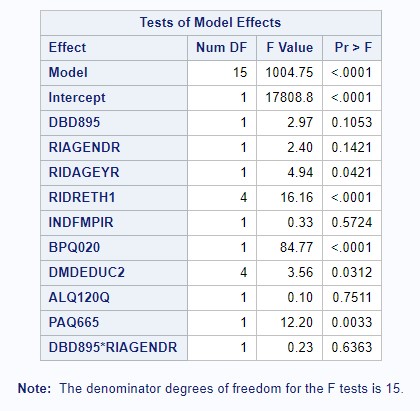 Tests of Model Effects
Effect Num DF F Value Pr > F
Model 15 1004.75 <.0001
Intercept 1 17808.8 <.0001
DBD895 1 2.97 0.1053
RIAGENDR 1 2.40 0.1421
RIDAGEYR 1 4.94 0.0421
RIDRETH1 4 16.16 <.0001
INDFMPIR 1 0.33 0.5724
BPQ020 1 84.77 <.0001
DMDEDUC2 4 3.56 0.0312
ALQ120Q 1 0.10 0.7511
PAQ665 1 12.20 0.0033
DBD895*RIAGENDR 1 0.23 0.6363
Note: The denominator degrees of freedom for the F tests is 15.